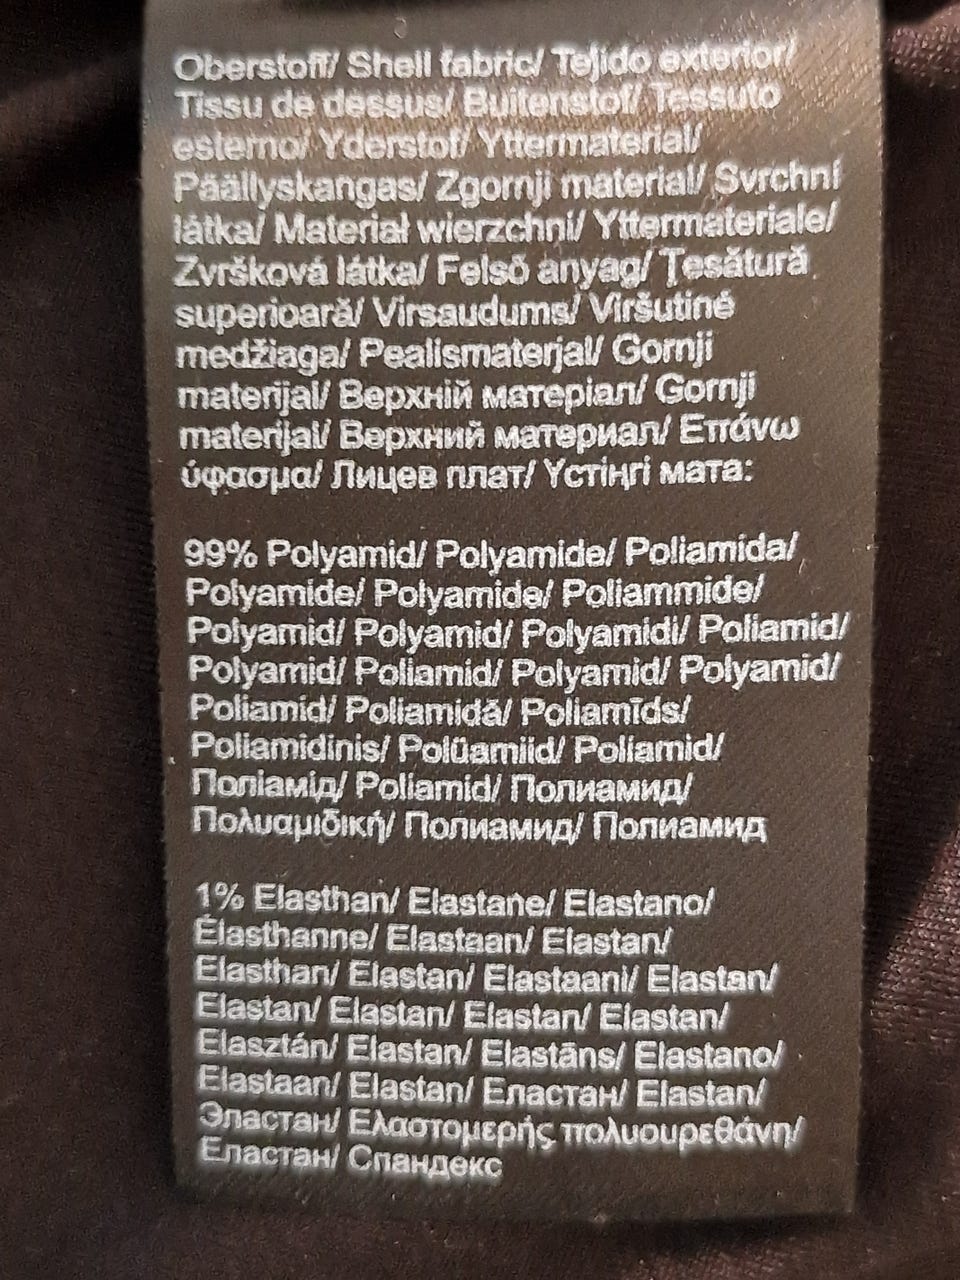 Oberstoff/ Shell fabric/ Tejido exterior/
Tissu de dessus/ Buitenstof/ Tessuto
esterno/ Yderstof/ Yttermaterial/
Päällyskangas/ Zgornji material/ Svrchní
látka/ Materiał wierzchni/ Yttermateriale/
Zvršková látka/ Felső anyag/ Țesătură
superioară/ Virsaudums/ Viršutinė
medžiaga/ Pealismaterjal/ Gornji
materijal/ Верхній матеріал/ Gornji
materijal/ Верхний материал/ Επάνω
ύφασμα/ Лицев плат/ Үстіңгі мата:
99% Polyamid/ Polyamide/ Poliamida/
Polyamide/ Polyamide/ Poliammide/
Polyamid/ Polyamid/ Polyamidi/ Poliamid/
Polyamid/ Poliamid/ Polyamid/ Polyamid/
Poliamid/ Poliamidă/ Poliamīds/
Poliamidinis/ Polüamiid/ Poliamid/
Поліамід/ Poliamid/ Полиамид/
Πολυαμιδική/ Полиамид/ Полиамид
1% Elasthan/ Elastane/ Elastano/
Élasthanne/ Elastaan/ Elastan/
Elasthan/ Elastan/ Elastaani/ Elastan/
Elastan/ Elastan/ Elastan/ Elastan/
Elasztán/ Elastan/ Elastāns/ Elastano/
Elastaan/ Elastan/ Еластан/ Elastan/
Эластан/ Ελαστομερής πολυουρεθάνη/
Еластан/ Спандекс